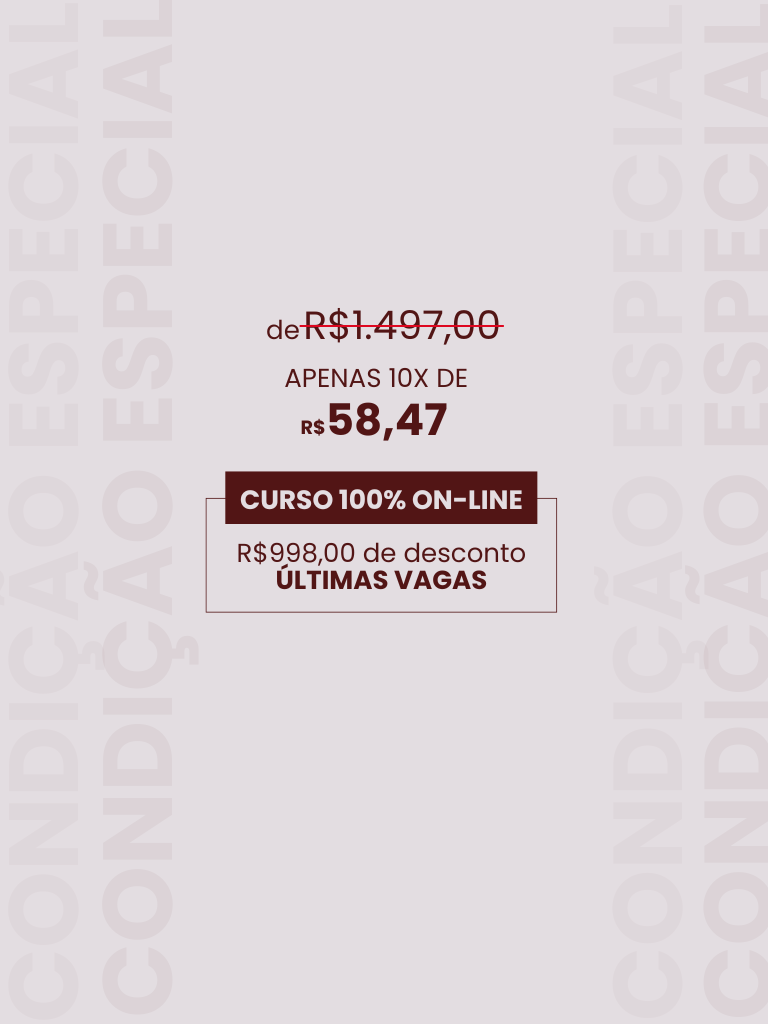 CONDIÇÃO ESPECIAL
CONDIÇÃO ESPECIAL
de R$1.497,00
APENAS 10X DE
R$58,47
CURSO 100% ON-LINE
R$998,00 de desconto
ÚLTIMAS VAGAS
CONDIÇÃO ESPECIAL
CONDIÇÃO ESPECIAL